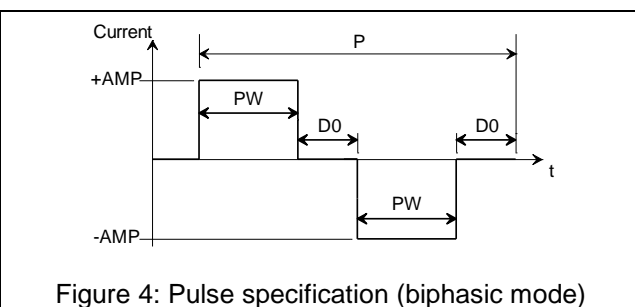 Current
P
+AMP
PW
D0
D0
t
PW
-AMP
Figure 4: Pulse specification (biphasic mode)